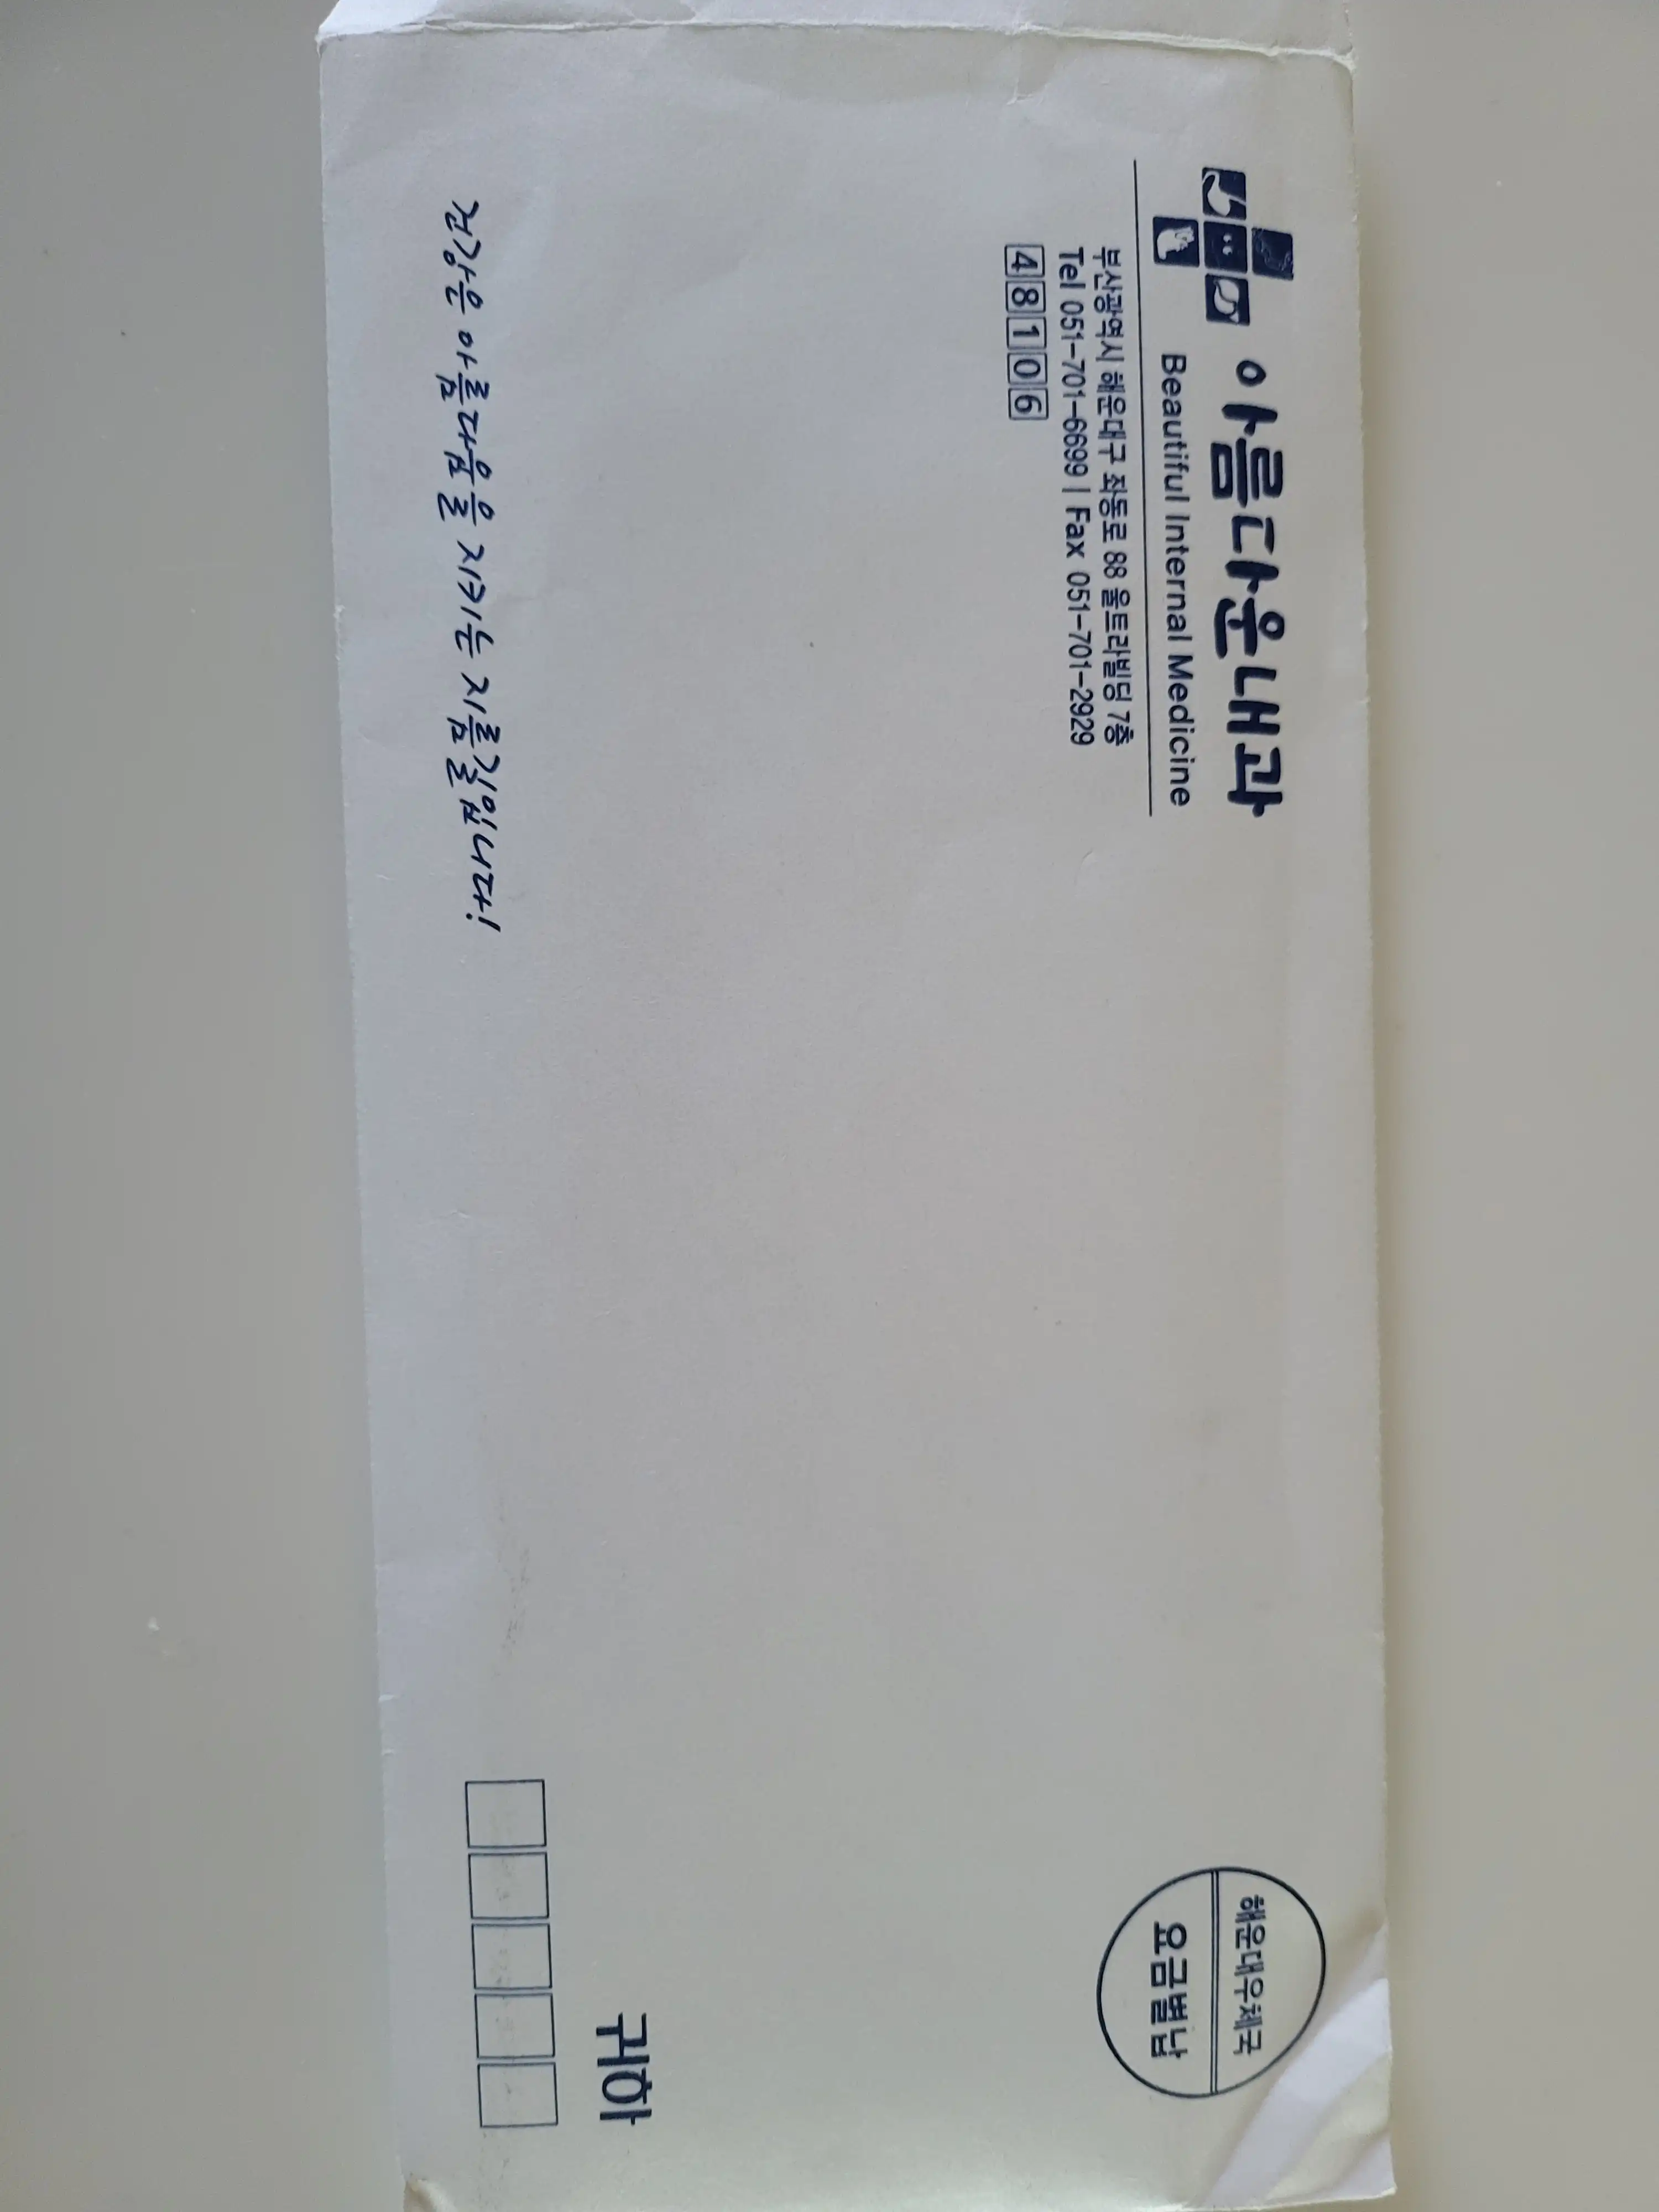 아름다운내과
Beautiful Internal Medicine
부산광역시 해운대구 좌동로 88 울트라빌딩 7층
Tel 051-701-6699 | Fax 051-701-2929
48106
해운대우체국
요금별납
건강은 아름다움을 지키는 지름길입니다!
귀하